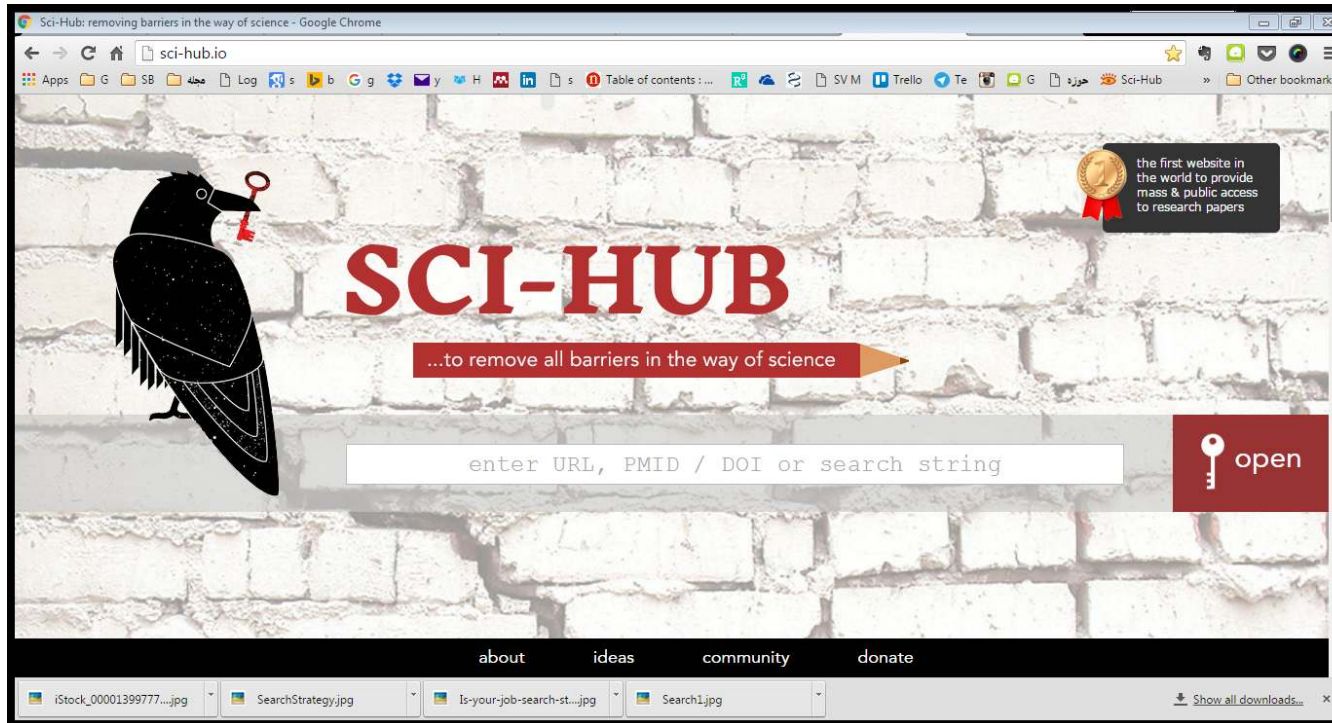 Sci-Hub: removing barriers in the way of science - Google Chrome
sci-hub.io
Apps G SB مجله Log s b G g y H in s Table of contents : ... SV M Trello Te G حوزه Sci-Hub » Other bookmark
the first website in
the world to provide
mass & public access
to research papers
SCI-HUB
...to remove all barriers in the way of science
enter URL, PMID / DOI or search string
open
about ideas community donate
iStock_00001399777....jpg SearchStrategy.jpg Is-your-job-search-st....jpg Search1.jpg Show all downloads...